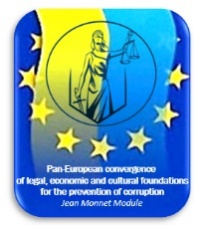 Pan-European convergence
of legal, economic and cultural foundations
for the prevention of corruption
Jean Monnet Module